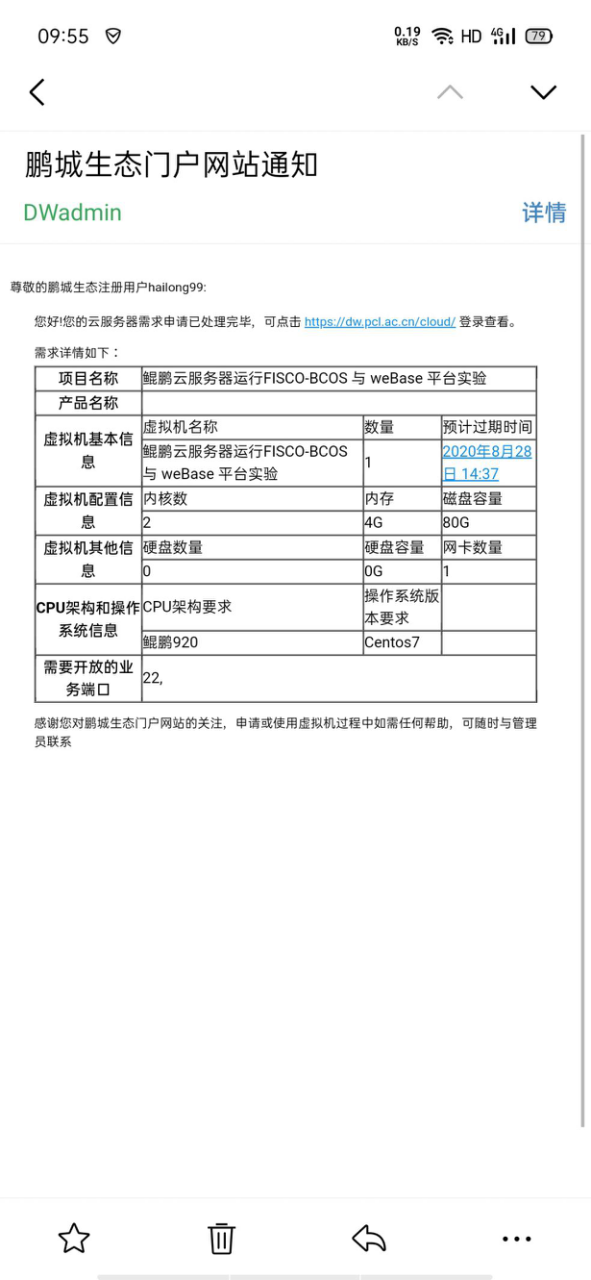 09:55
0.19 KB/S HD 4G 79
鹏城生态门户网站通知
DWadmin 详情
尊敬的鹏城生态注册用户hailong99:
您好!您的云服务器需求申请已处理完毕，可点击 https://dw.pcl.ac.cn/cloud/ 登录查看。
需求详情如下：
项目名称 鲲鹏云服务器运行FISCO-BCOS 与 weBase 平台实验
产品名称
虚拟机基本信息 虚拟机名称 数量 预计过期时间
鲲鹏云服务器运行FISCO-BCOS 与 weBase 平台实验 1 2020年8月28日 14:37
虚拟机配置信息 内核数 内存 磁盘容量
2 4G 80G
虚拟机其他信息 硬盘数量 硬盘容量 网卡数量
0 0G 1
CPU架构和操作系统信息 CPU架构要求 操作系统版本要求
鲲鹏920 Centos7
需要开放的业务端口 22,
感谢您对鹏城生态门户网站的关注，申请或使用虚拟机过程中如需任何帮助，可随时与管理
员联系